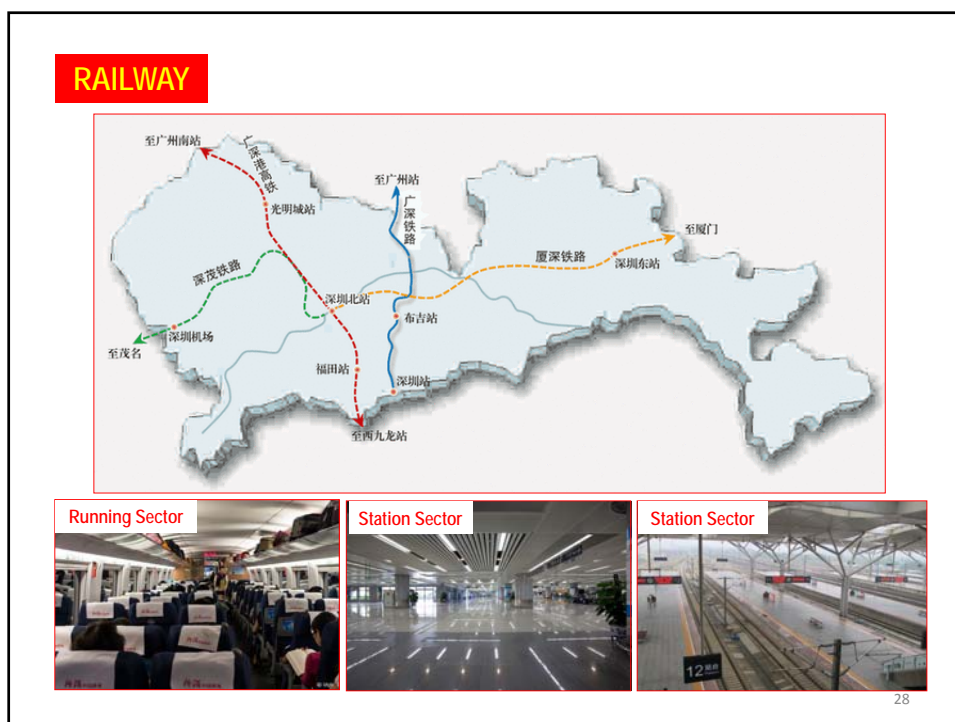 RAILWAY
至广州南站
广深港高铁
至广州站
光明城站
广深铁路
至厦门
厦深铁路
深圳东站
深茂铁路
深圳北站
布吉站
深圳机场
至茂名
福田站
深圳站
至西九龙站
Running Sector
Station Sector
Station Sector
12
28